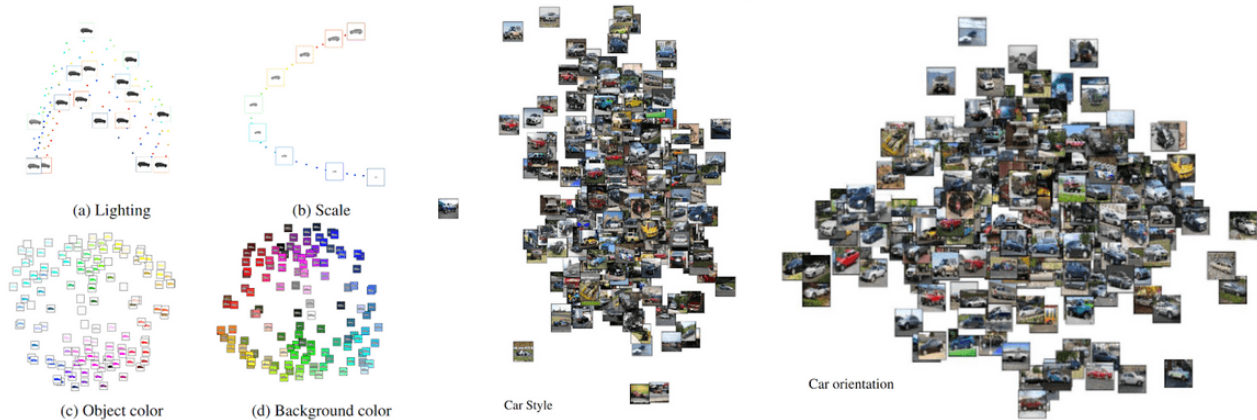 (a) Lighting
(b) Scale
(c) Object color
(d) Background color
Car Style
Car orientation